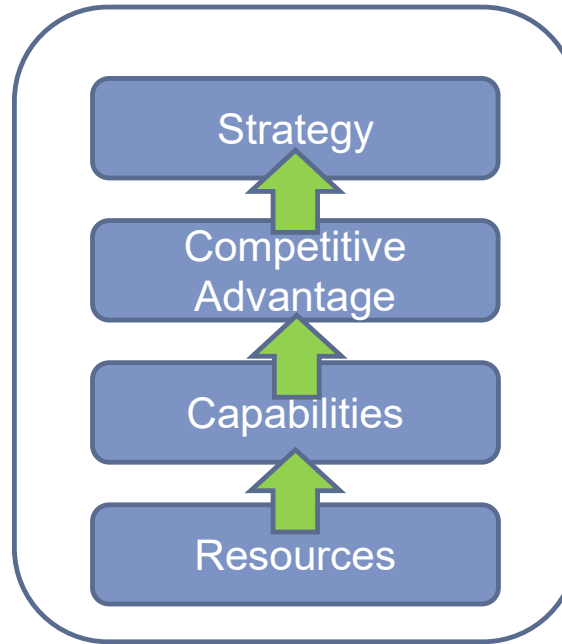 Strategy
Competitive
Advantage
Capabilities
Resources